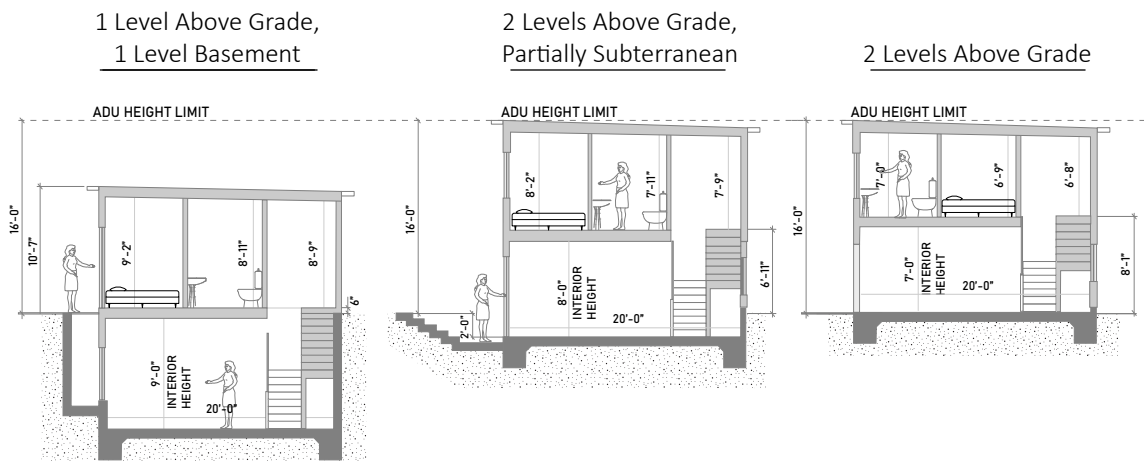 1 Level Above Grade,
1 Level Basement
2 Levels Above Grade,
Partially Subterranean
2 Levels Above Grade
ADU HEIGHT LIMIT
16’-0”
10’-7”
9’-2”
8’-11”
8’-9”
6”
9’-0”
INTERIOR
HEIGHT
20’-0”
ADU HEIGHT LIMIT
16’-0”
8’-2”
7’-11”
7’-9”
6’-11”
2’-0”
8’-0”
INTERIOR
HEIGHT
20’-0”
ADU HEIGHT LIMIT
16’-0”
7’-0”
6’-9”
6’-8”
8’-1”
7’-0”
INTERIOR
HEIGHT
20’-0”